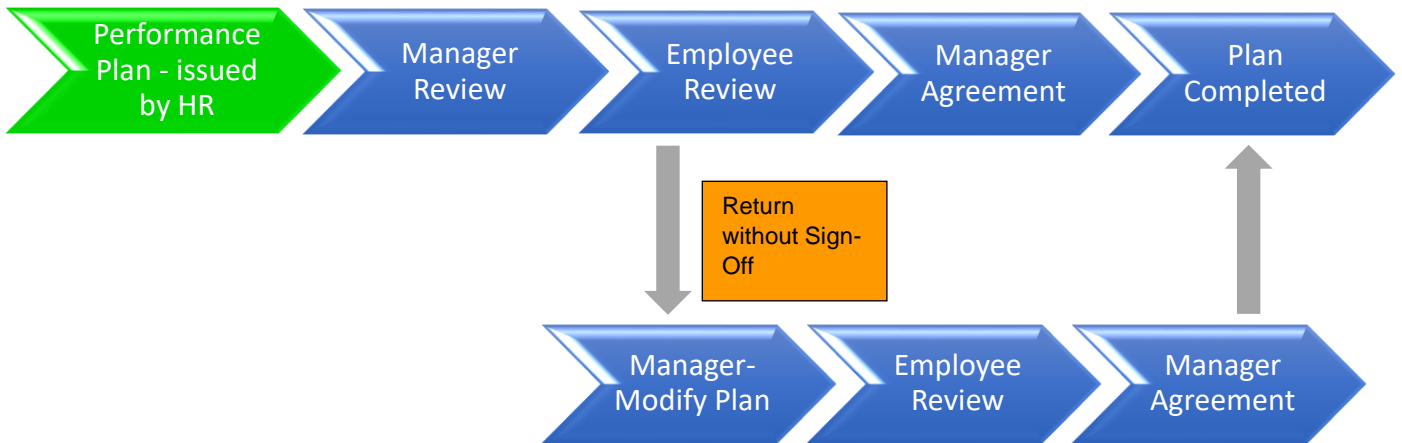 Performance
Plan - issued
by HR
Manager
Review
Employee
Review
Manager
Agreement
Plan
Completed
Return
without Sign-
Off
Manager-
Modify Plan
Employee
Review
Manager
Agreement